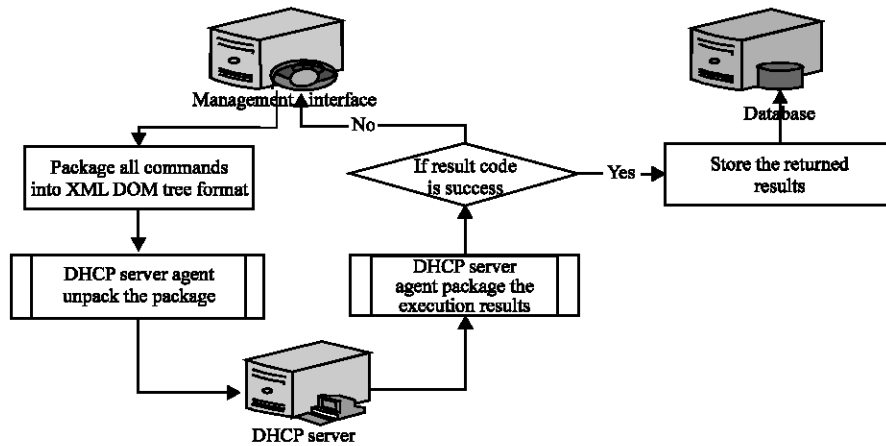 Management interface
Database
No
Package all commands
into XML DOM tree format
If result code
is success
Yes
Store the returned
results
DHCP server agent
unpack the package
DHCP server
agent package the
execution results
DHCP server